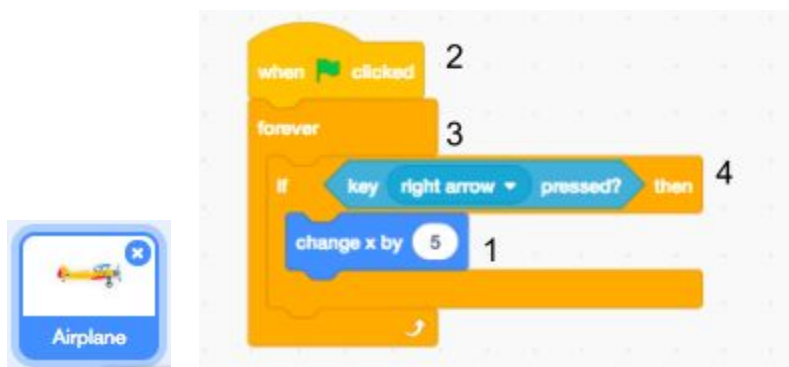 when clicked 2
forever 3
if key right arrow pressed? then 4
change x by 5 1
Airplane